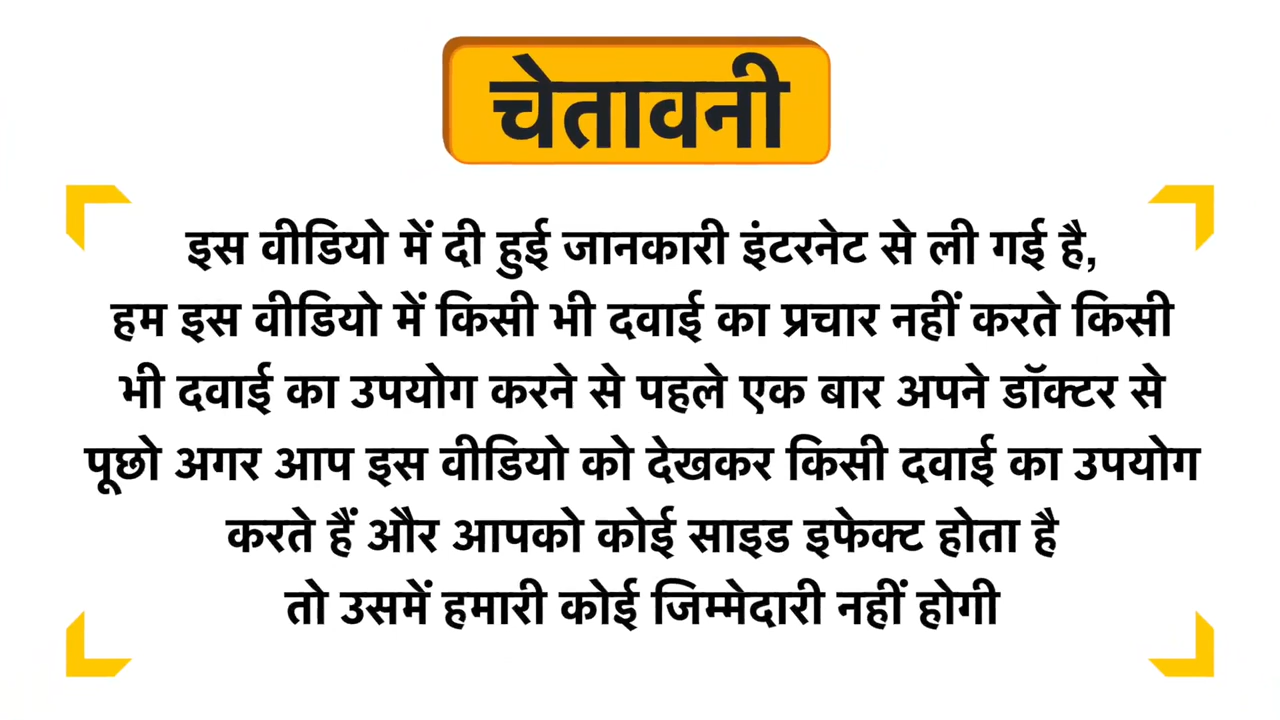 चेतावनी
इस वीडियो में दी हुई जानकारी इंटरनेट से ली गई है,
हम इस वीडियो में किसी भी दवाई का प्रचार नहीं करते किसी
भी दवाई का उपयोग करने से पहले एक बार अपने डॉक्टर से
पूछो अगर आप इस वीडियो को देखकर किसी दवाई का उपयोग
करते हैं और आपको कोई साइड इफेक्ट होता है
तो उसमें हमारी कोई जिम्मेदारी नहीं होगी